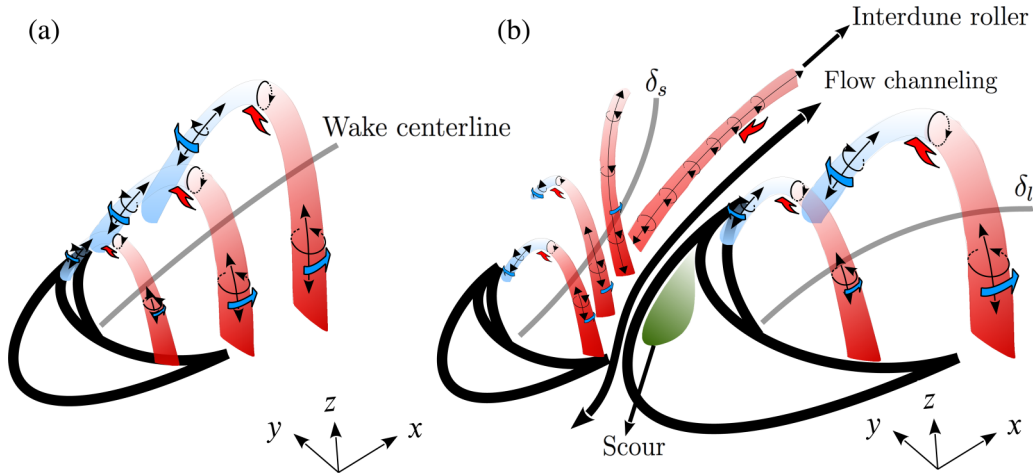 (a)
(b)
Interdune roller
Flow channeling
δs
Wake centerline
δl
Scour
z
y
x
z
y
x